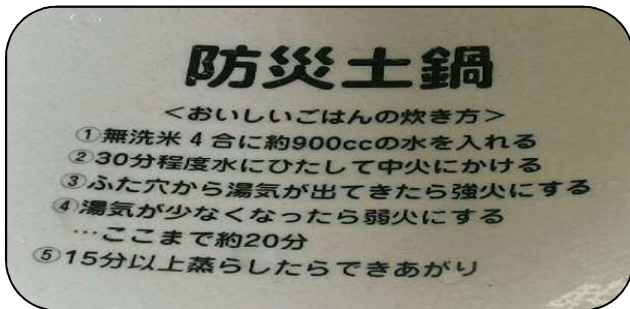 防災土鍋
＜おいしいごはんの炊き方＞
①無洗米4合に約900ccの水を入れる
②30分程度水にひたして中火にかける
③ふた穴から湯気が出てきたら強火にする
④湯気が少なくなったら弱火にする
…ここまで約20分
⑤15分以上蒸らしたらできあがり